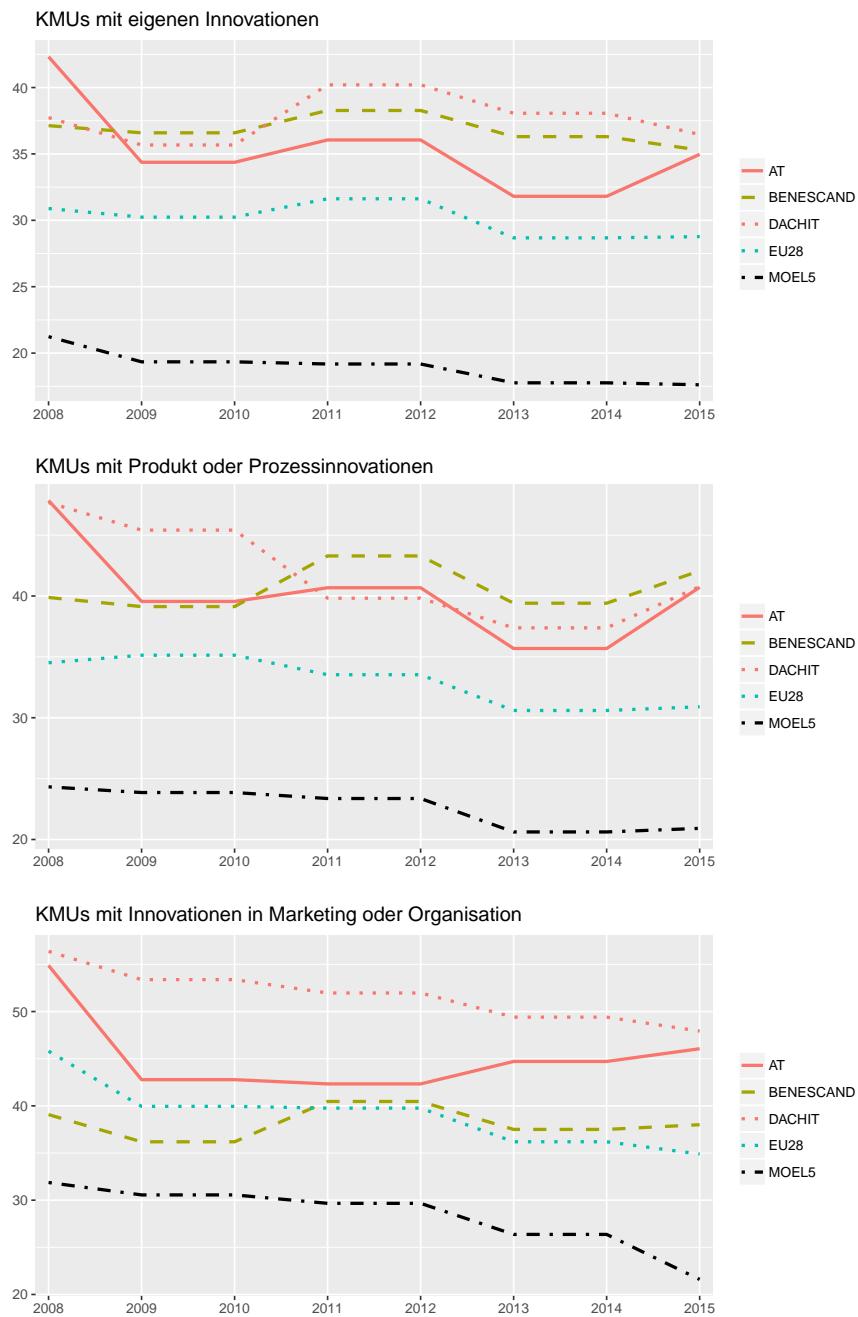 KMUs mit eigenen Innovationen
40
35
30
25
20
2008 2009 2010 2011 2012 2013 2014 2015
AT
BENESCAND
DACHIT
EU28
MOEL5
KMUs mit Produkt oder Prozessinnovationen
40
30
20
2008 2009 2010 2011 2012 2013 2014 2015
AT
BENESCAND
DACHIT
EU28
MOEL5
KMUs mit Innovationen in Marketing oder Organisation
50
40
30
20
2008 2009 2010 2011 2012 2013 2014 2015
AT
BENESCAND
DACHIT
EU28
MOEL5